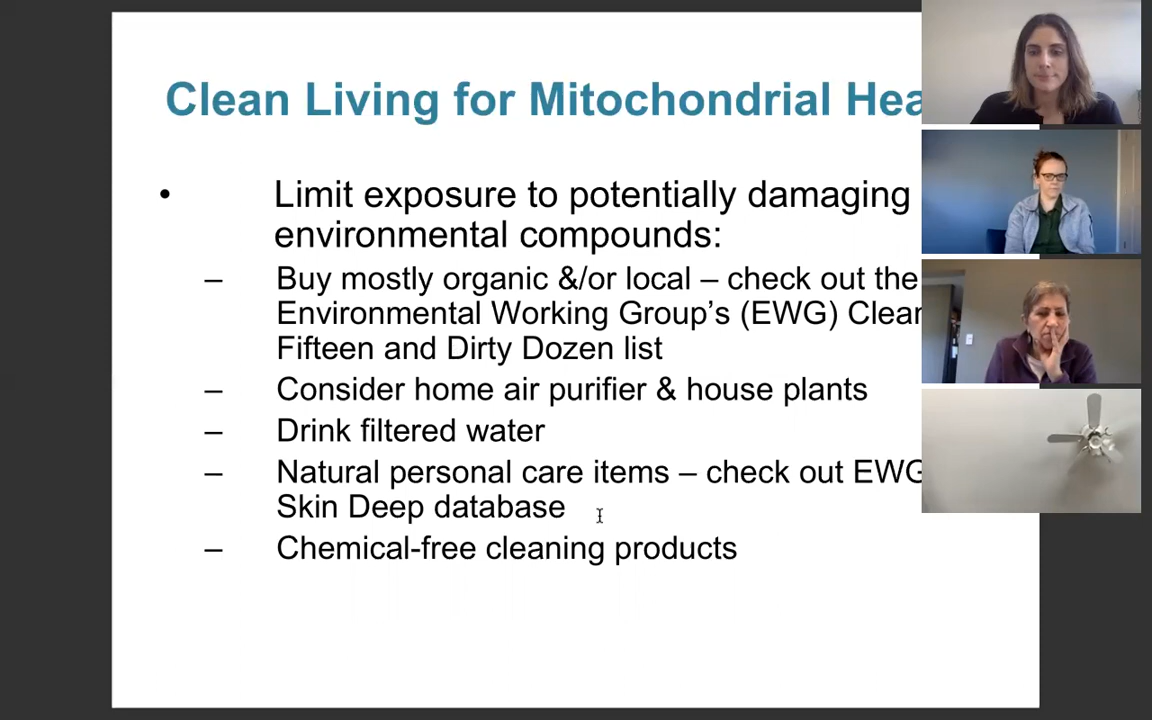 Clean Living for Mitochondrial Hea
• Limit exposure to potentially damaging
environmental compounds:
– Buy mostly organic &/or local – check out the
Environmental Working Group's (EWG) Clean
Fifteen and Dirty Dozen list
– Consider home air purifier & house plants
– Drink filtered water
– Natural personal care items – check out EWG
Skin Deep database
– Chemical-free cleaning products